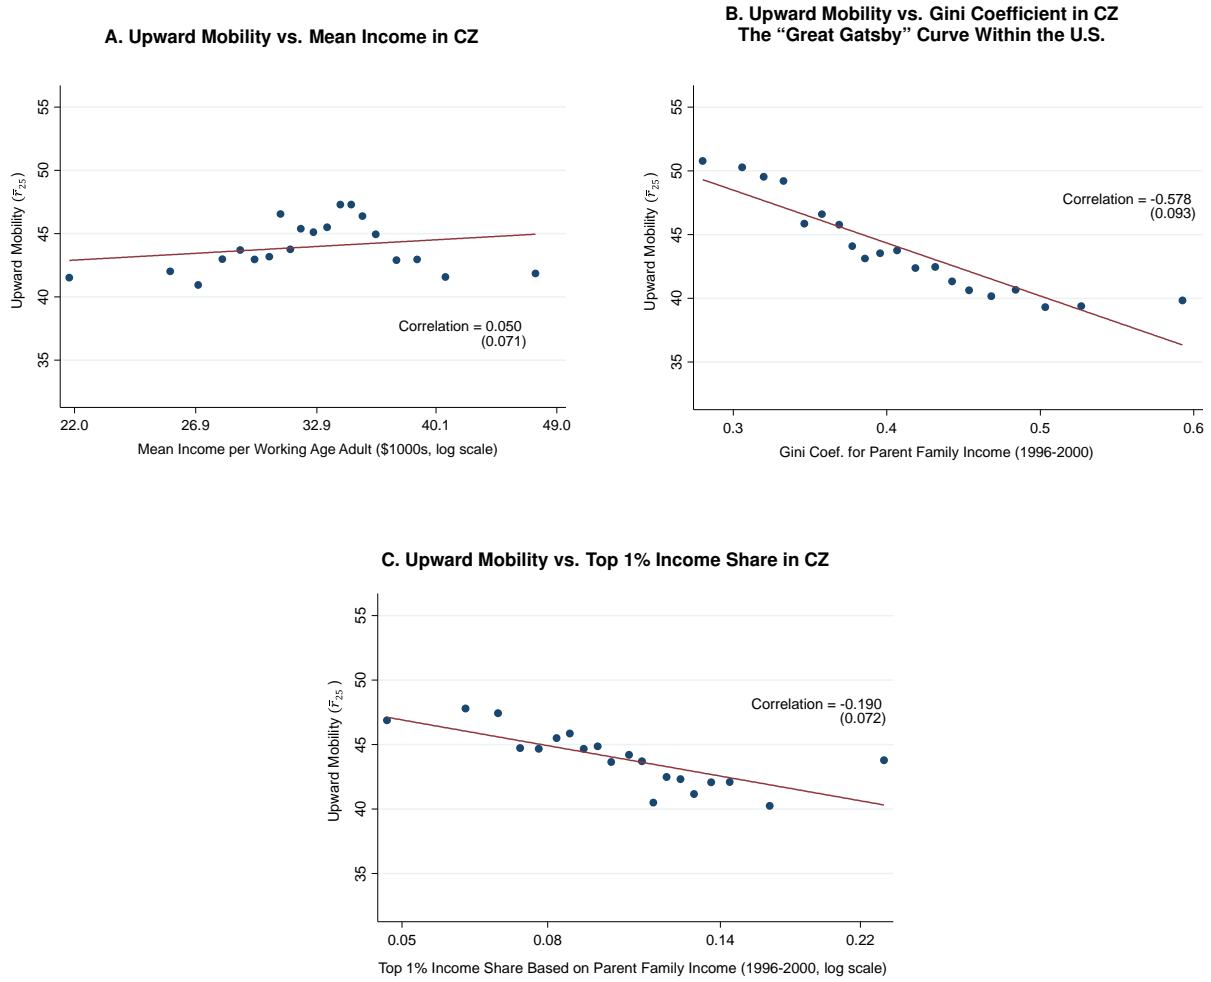 A. Upward Mobility vs. Mean Income in CZ
Upward Mobility (r̅₂₅)
55
50
45
40
35
Correlation = 0.050
(0.071)
22.0 26.9 32.9 40.1 49.0
Mean Income per Working Age Adult ($1000s, log scale)
B. Upward Mobility vs. Gini Coefficient in CZ
The “Great Gatsby” Curve Within the U.S.
Upward Mobility (r̅₂₅)
55
50
45
40
35
Correlation = -0.578
(0.093)
0.3 0.4 0.5 0.6
Gini Coef. for Parent Family Income (1996-2000)
C. Upward Mobility vs. Top 1% Income Share in CZ
Upward Mobility (r̅₂₅)
55
50
45
40
35
Correlation = -0.190
(0.072)
0.05 0.08 0.14 0.22
Top 1% Income Share Based on Parent Family Income (1996-2000, log scale)